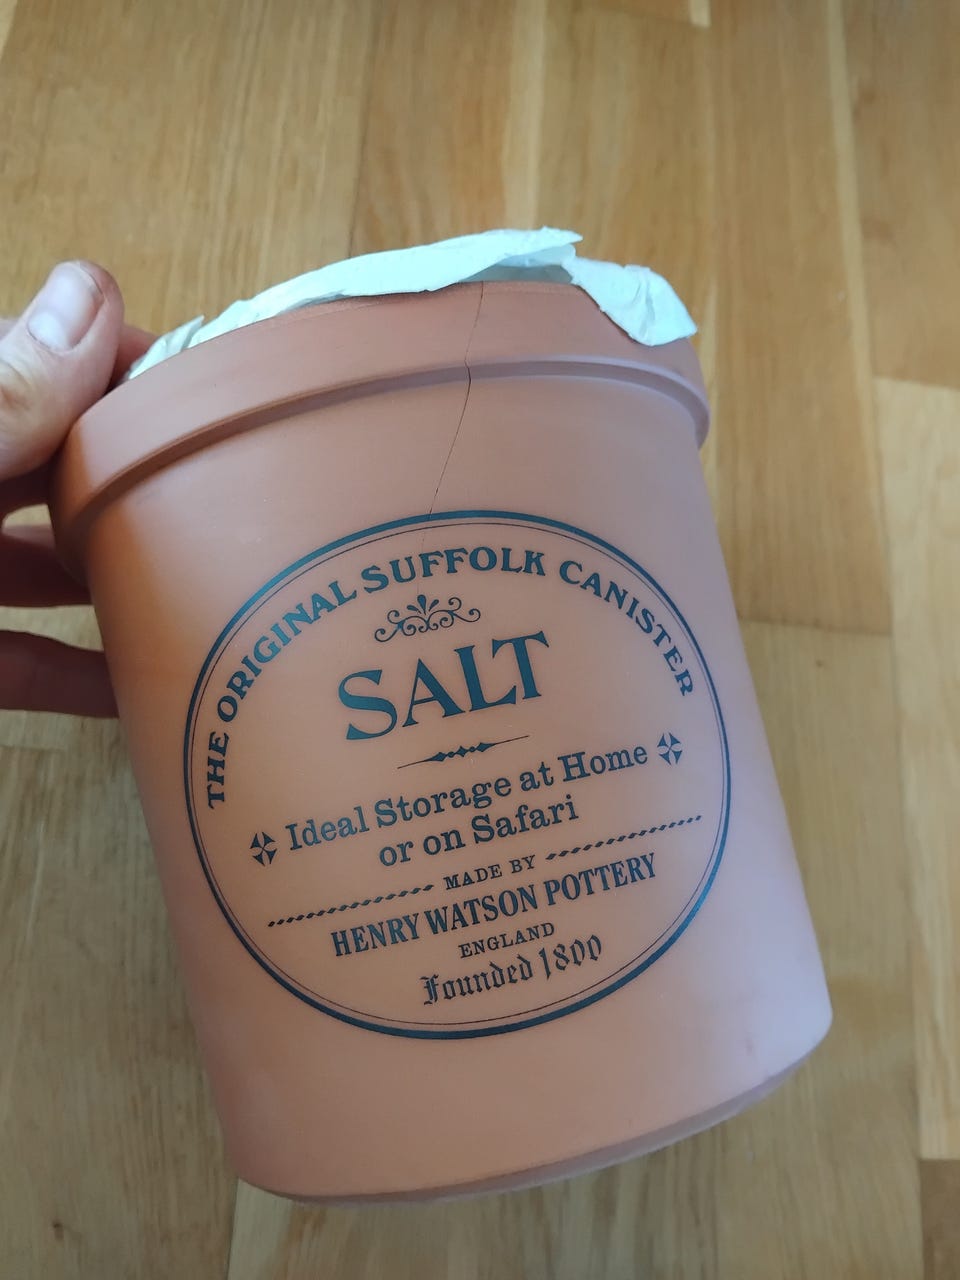 THE ORIGINAL SUFFOLK CANISTER
SALT
Ideal Storage at Home
or on Safari
MADE BY
HENRY WATSON POTTERY
ENGLAND
Founded 1800